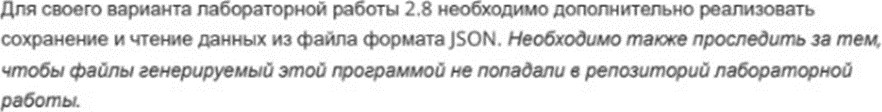 Для своего варианта лабораторной работы 2.8 необходимо дополнительно реализовать
сохранение и чтение данных из файла формата JSON. Необходимо также проследить за тем,
чтобы файлы генерируемый этой программой не попадали в репозиторий лабораторной
работы.